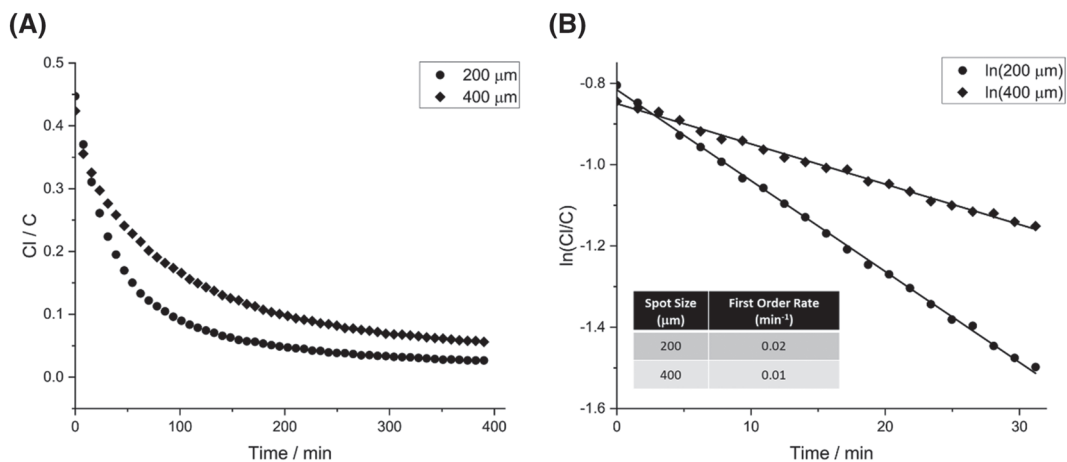 (A)
0.5
0.4
0.3
0.2
0.1
0.0
Cl / C
200 μm
400 μm
0
100
200
300
400
Time / min
(B)
-0.8
-1.0
-1.2
-1.4
-1.6
ln(Cl/C)
ln(200 μm)
ln(400 μm)
Spot Size
(μm)
First Order Rate
(min⁻¹)
200
0.02
400
0.01
0
10
20
30
Time / min